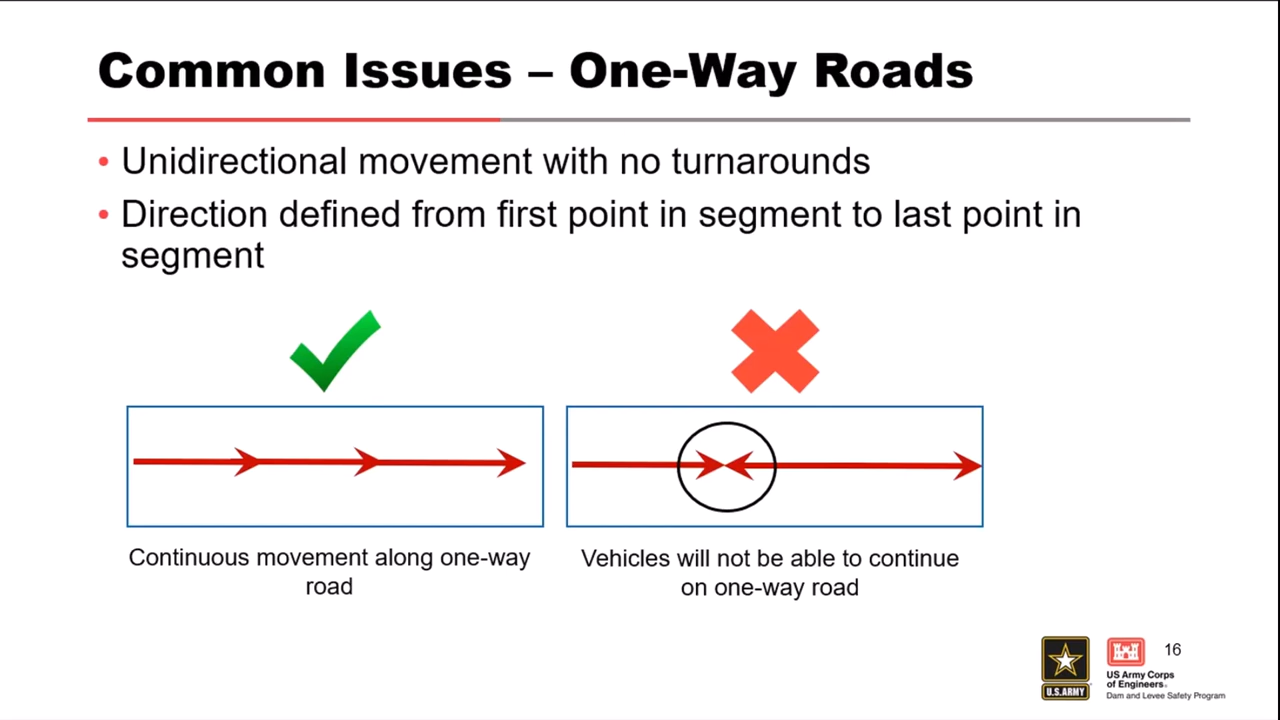 Common Issues – One-Way Roads
• Unidirectional movement with no turnarounds
• Direction defined from first point in segment to last point in
segment
Continuous movement along one-way
road
Vehicles will not be able to continue
on one-way road
16
U.S.ARMY
US Army Corps
of Engineers®
Dam and Levee Safety Program